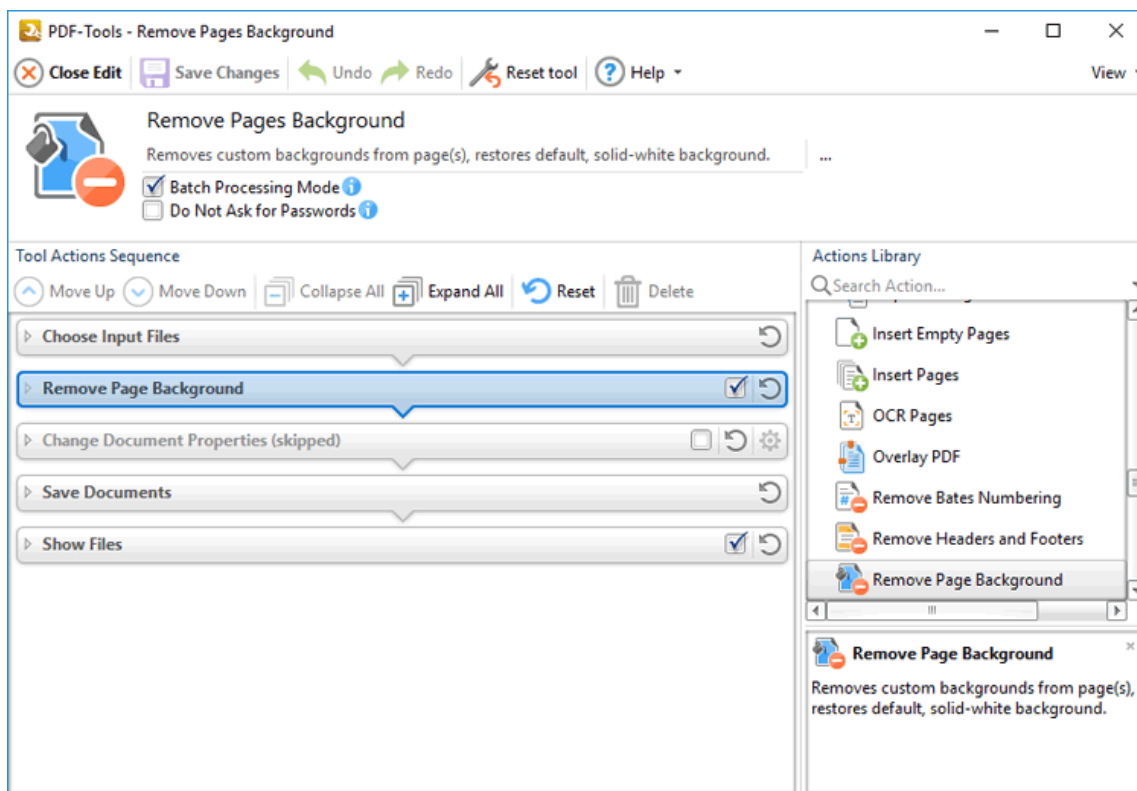 PDF-Tools - Remove Pages Background
Close Edit Save Changes Undo Redo Reset tool Help View
Remove Pages Background
Removes custom backgrounds from page(s), restores default, solid-white background. ...
Batch Processing Mode
Do Not Ask for Passwords
Tool Actions Sequence
Move Up Move Down Collapse All Expand All Reset Delete
Choose Input Files
Remove Page Background
Change Document Properties (skipped)
Save Documents
Show Files
Actions Library
Search Action...
Insert Empty Pages
Insert Pages
OCR Pages
Overlay PDF
Remove Bates Numbering
Remove Headers and Footers
Remove Page Background
Remove Page Background
Removes custom backgrounds from page(s),
restores default, solid-white background.